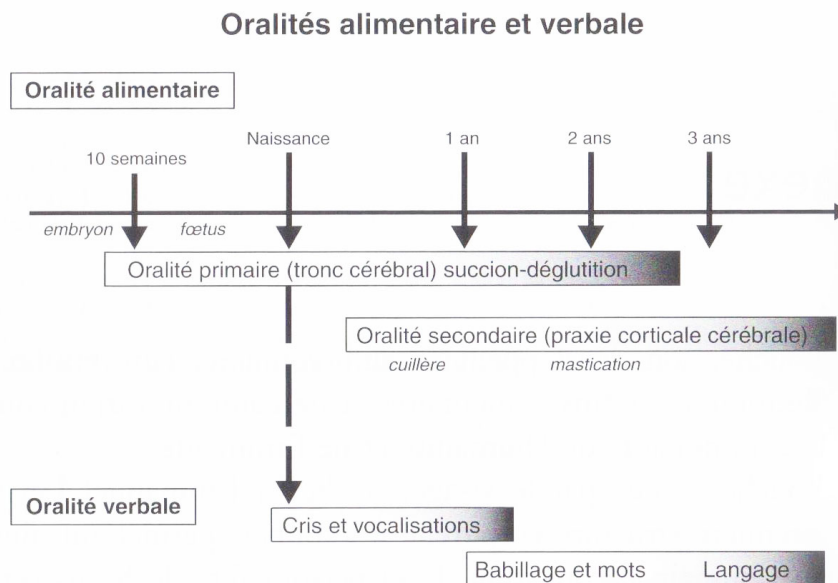 Oralités alimentaire et verbale
Oralité alimentaire
10 semaines
Naissance
1 an
2 ans
3 ans
embryon
fœtus
Oralité primaire (tronc cérébral) succion-déglutition
Oralité secondaire (praxie corticale cérébrale)
cuillère
mastication
Oralité verbale
Cris et vocalisations
Babillage et mots
Langage